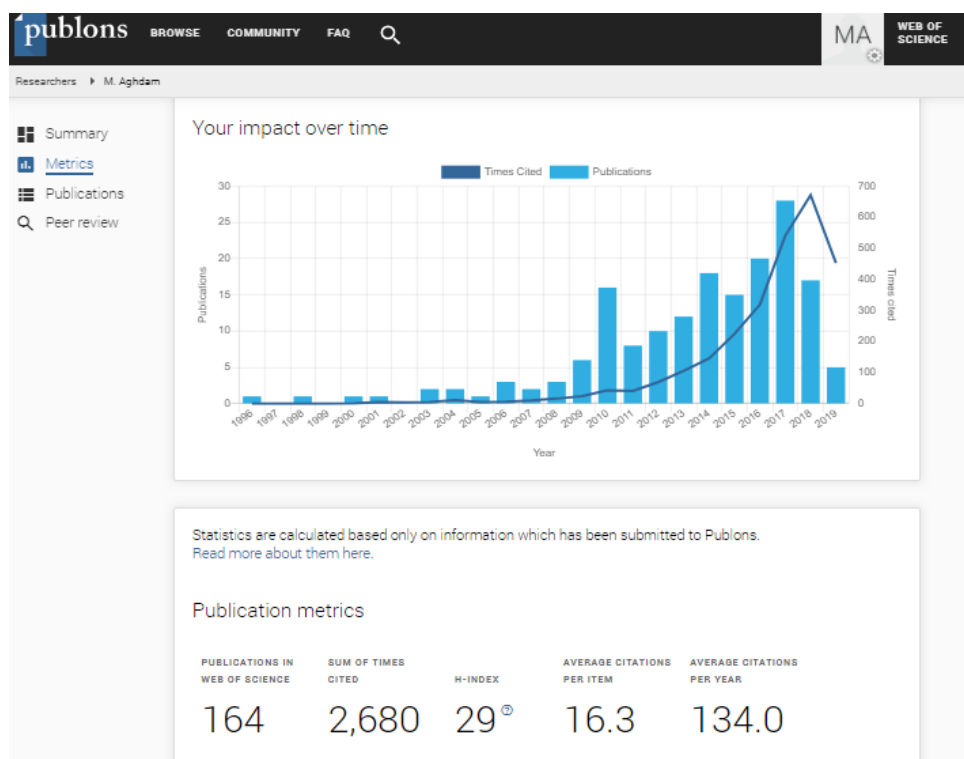 publons BROWSE COMMUNITY FAQ MA WEB OF SCIENCE
Researchers M. Aghdam
Summary
Metrics
Publications
Peer review
Your impact over time
Times Cited Publications
30 700
600
25
500
20
400
15
300
10
200
5
100
0 0
Publications
Times cited
1996 1997 1998 1999 2000 2001 2002 2003 2004 2005 2006 2007 2008 2009 2010 2011 2012 2013 2014 2015 2016 2017 2018 2019
Year
Statistics are calculated based only on information which has been submitted to Publons.
Read more about them here.
Publication metrics
PUBLICATIONS IN WEB OF SCIENCE
164
SUM OF TIMES CITED
2,680
H-INDEX
29 ?
AVERAGE CITATIONS PER ITEM
16.3
AVERAGE CITATIONS PER YEAR
134.0